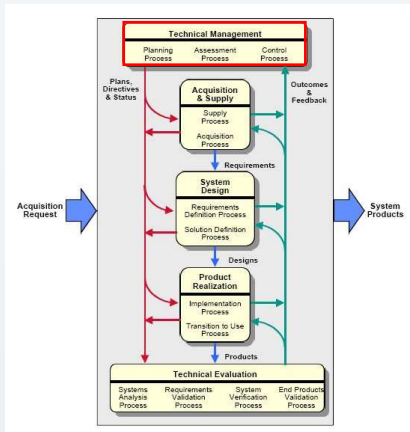 Technical Management
Planning Process
Assessment Process
Control Process
Plans, Directives & Status
Outcomes & Feedback
Acquisition & Supply
Supply Process
Acquisition Process
Requirements
Acquisition Request
System Design
Requirements Definition Process
Solution Definition Process
System Products
Designs
Product Realization
Implementation Process
Transition to Use Process
Products
Technical Evaluation
Systems Analysis Process
Requirements Validation Process
System Verification Process
End Products Validation Process